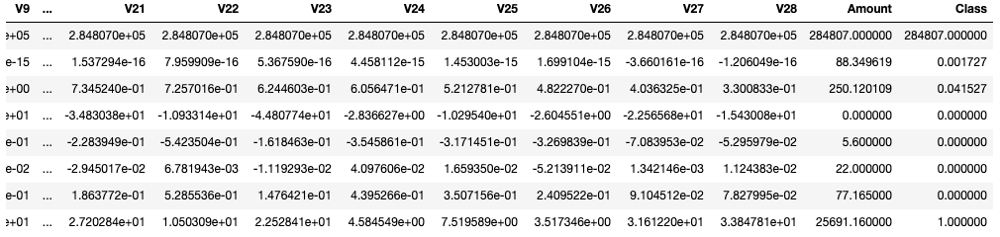 V9 ... V21 V22 V23 V24 V25 V26 V27 V28 Amount Class
e+05 ... 2.848070e+05 2.848070e+05 2.848070e+05 2.848070e+05 2.848070e+05 2.848070e+05 2.848070e+05 2.848070e+05 284807.000000 284807.000000
e-15 ... 1.537294e-16 7.959909e-16 5.367590e-16 4.458112e-15 1.453003e-15 1.699104e-15 -3.660161e-16 -1.206049e-16 88.349619 0.001727
e+00 ... 7.345240e-01 7.257016e-01 6.244603e-01 6.056471e-01 5.212781e-01 4.822270e-01 4.036325e-01 3.300833e-01 250.120109 0.041527
e+01 ... -3.483038e+01 -1.093314e+01 -4.480774e+01 -2.836627e+00 -1.029540e+01 -2.604551e+00 -2.256568e+01 -1.543008e+01 0.000000 0.000000
e-01 ... -2.283949e-01 -5.423504e-01 -1.618463e-01 -3.545861e-01 -3.171451e-01 -3.269839e-01 -7.083953e-02 -5.295979e-02 5.600000 0.000000
e-02 ... -2.945017e-02 6.781943e-03 -1.119293e-02 4.097606e-02 1.659350e-02 -5.213911e-02 1.342146e-03 1.124383e-02 22.000000 0.000000
e-01 ... 1.863772e-01 5.285536e-01 1.476421e-01 4.395266e-01 3.507156e-01 2.409522e-01 9.104512e-02 7.827995e-02 77.165000 0.000000
e+01 ... 2.720284e+01 1.050309e+01 2.252841e+01 4.584549e+00 7.519589e+00 3.517346e+00 3.161220e+01 3.384781e+01 25691.160000 1.000000